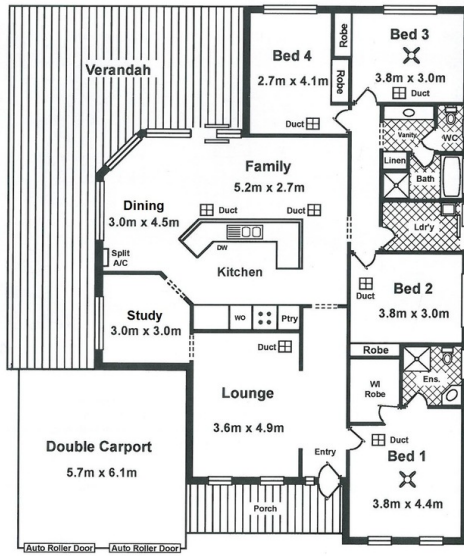 Verandah
Bed 4
2.7m x 4.1m
Duct
Robe
Robe
Bed 3
3.8m x 3.0m
Duct
Vanity
WC
Linen
Bath
Ldr'y
Family
5.2m x 2.7m
Duct
Duct
Dining
3.0m x 4.5m
Split
A/C
DW
Kitchen
WO
Ptry
Study
3.0m x 3.0m
Duct
Bed 2
3.8m x 3.0m
Robe
Duct
Lounge
3.6m x 4.9m
WI
Robe
Ens.
Entry
Duct
Bed 1
3.8m x 4.4m
Double Carport
5.7m x 6.1m
Porch
Auto Roller Door
Auto Roller Door